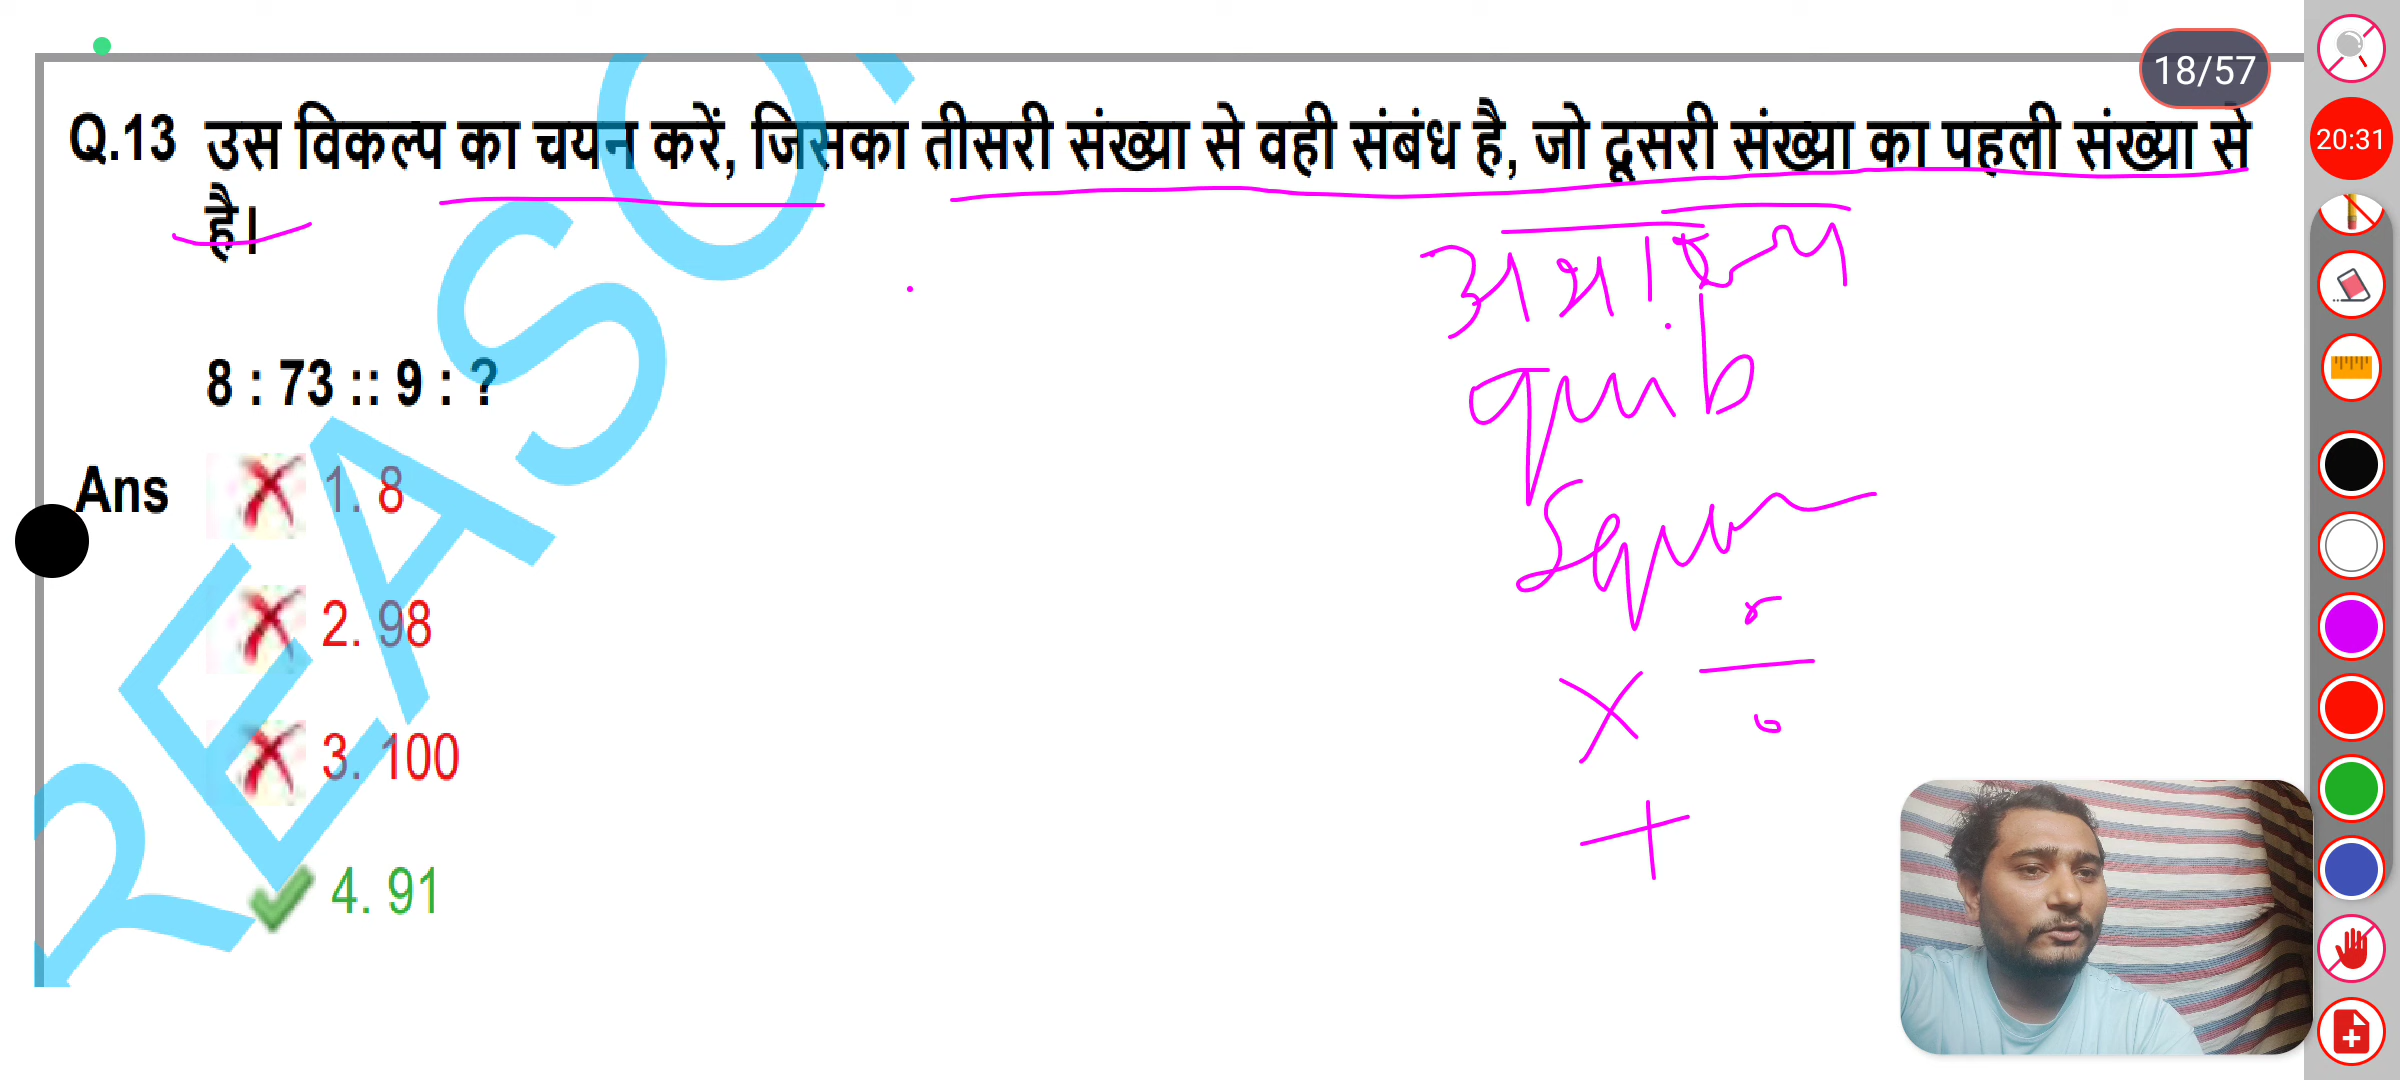 18/57
Q.13 उस विकल्प का चयन करें, जिसका तीसरी संख्या से वही संबंध है, जो दूसरी संख्या का पहली संख्या से
है।
20:31
8 : 73 :: 9 : ?
Ans 1. 8
2. 98
3. 100
4. 91
REASO
×
+